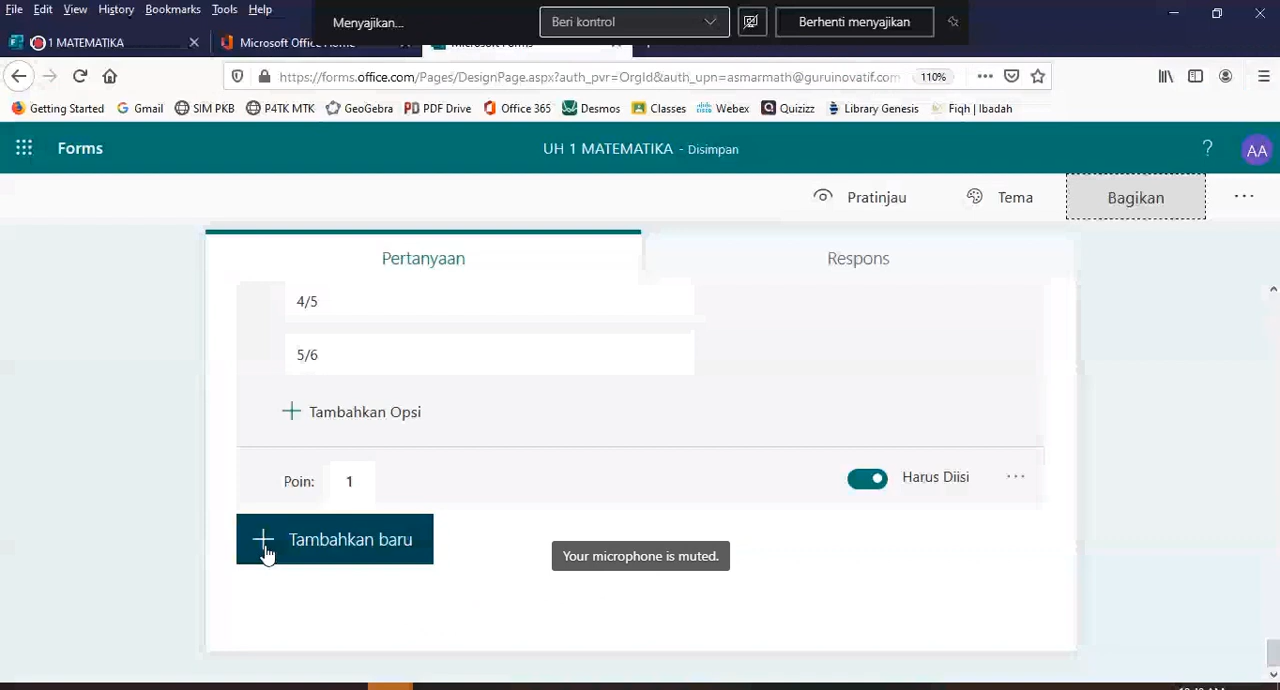 File Edit View History Bookmarks Tools Help
Menyajikan... Beri kontrol Berhenti menyajikan
1 MATEMATIKA Microsoft Office Home Microsoft Forms
https://forms.office.com/Pages/DesignPage.aspx?auth_pvr=OrgId&auth_upn=asmarmath@guruinovatif.com 110%
Getting Started Gmail SIM PKB P4TK MTK GeoGebra PDF Drive Office 365 Desmos Classes Webex Quizizz Library Genesis Fiqh | Ibadah
Forms UH 1 MATEMATIKA - Disimpan ? AA
Pratinjau Tema Bagikan ...
Pertanyaan Respons
4/5
5/6
+ Tambahkan Opsi
Poin: 1 Harus Diisi ...
+ Tambahkan baru
Your microphone is muted.